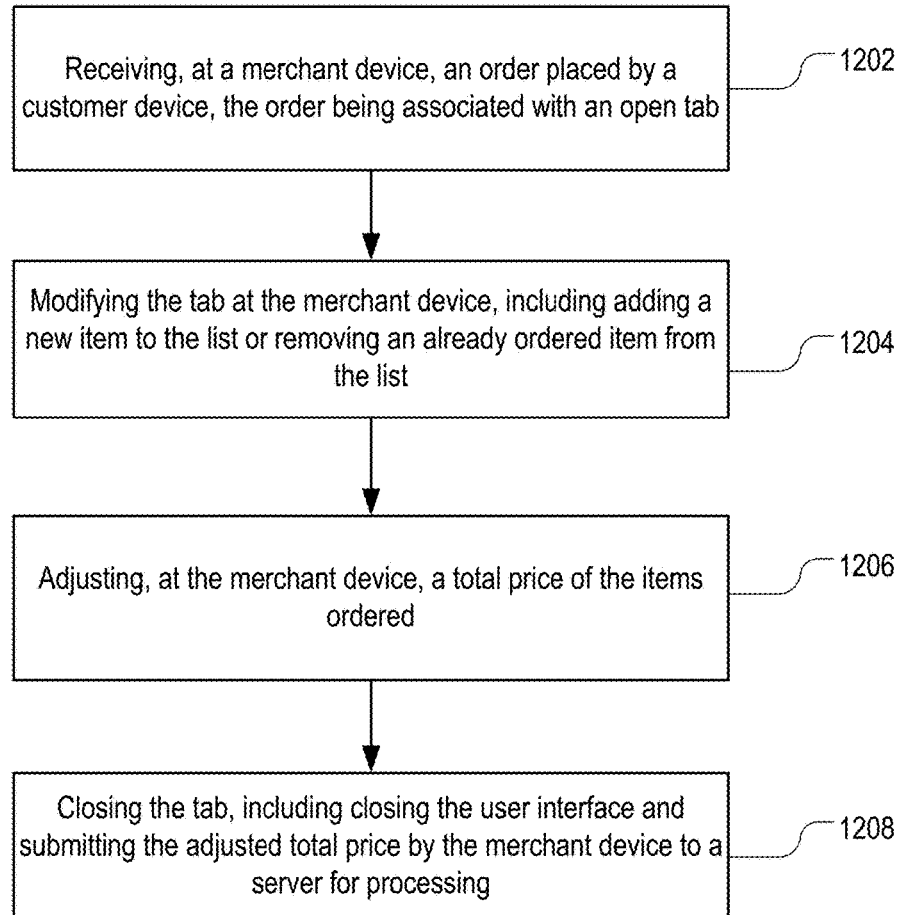 Receiving, at a merchant device, an order placed by a
customer device, the order being associated with an open tab
1202
Modifying the tab at the merchant device, including adding a
new item to the list or removing an already ordered item from
the list
1204
Adjusting, at the merchant device, a total price of the items
ordered
1206
Closing the tab, including closing the user interface and
submitting the adjusted total price by the merchant device to a
server for processing
1208